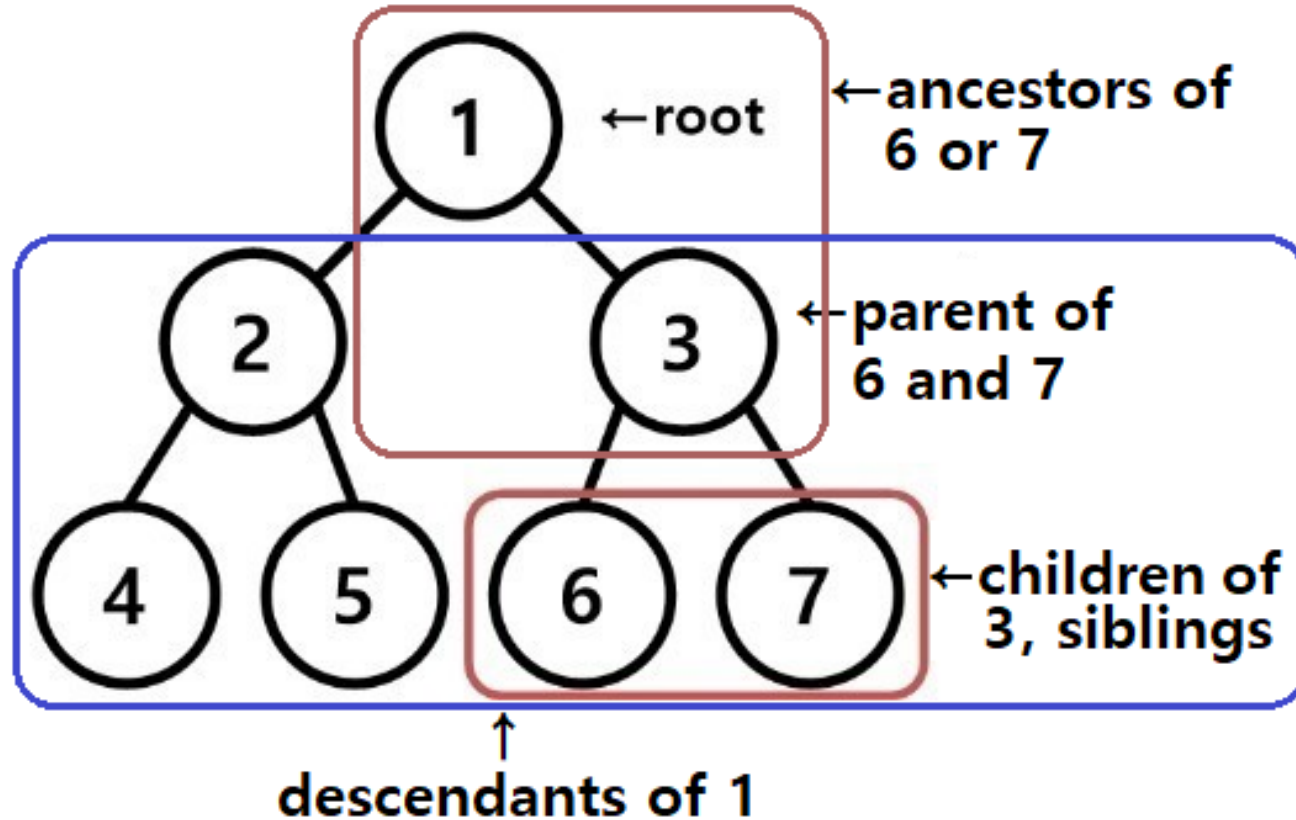 1
←root
←ancestors of
6 or 7
2
3
←parent of
6 and 7
4
5
6
7
←children of
3, siblings
↑
descendants of 1